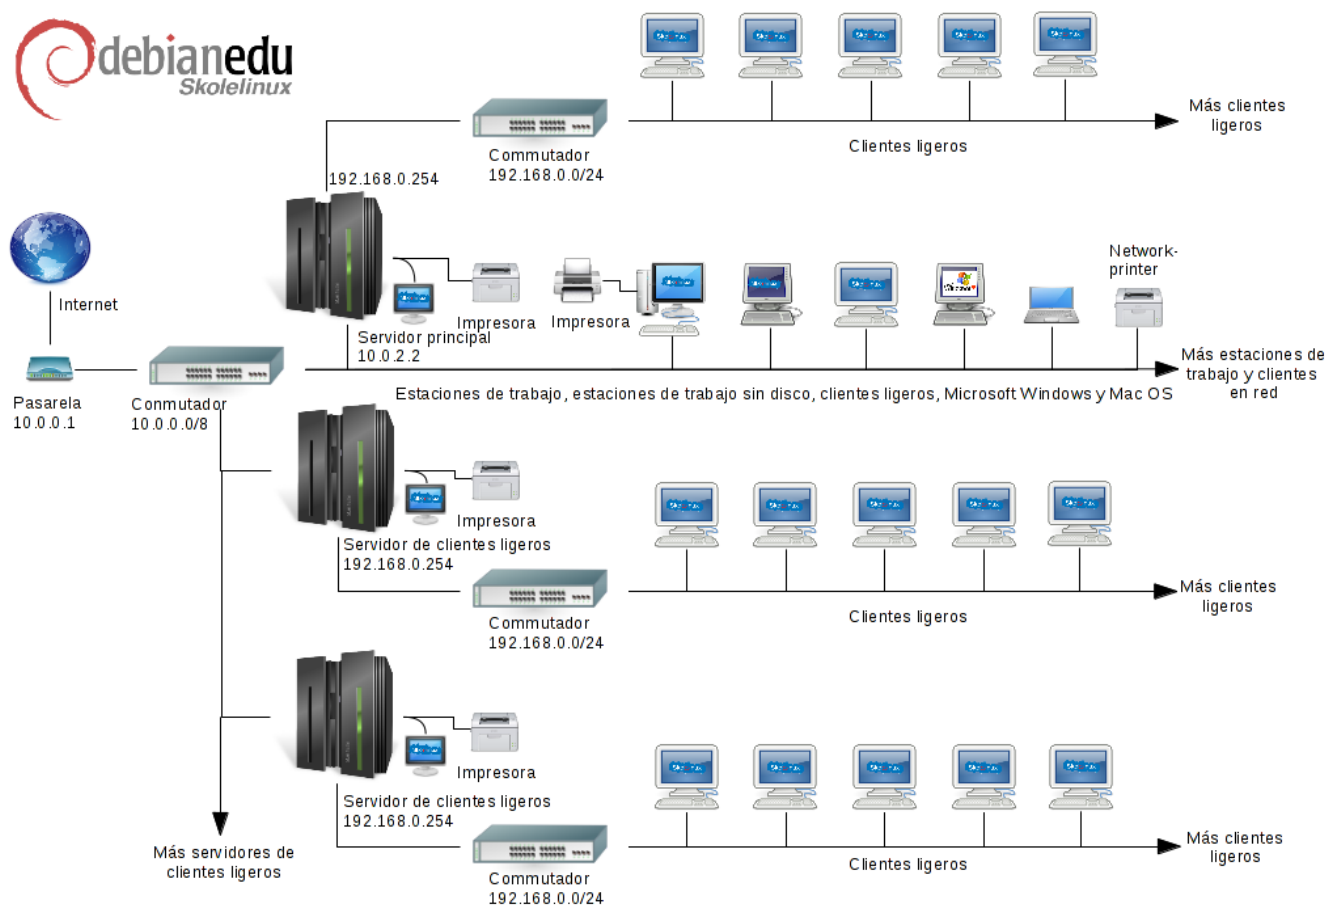 debianedu
Skolelinux
Más clientes
ligeros
Clientes ligeros
Commutador
192.168.0.0/24
192.168.0.254
Internet
Impresora
Impresora
Network-
printer
Servidor principal
10.0.2.2
Pasarela
10.0.0.1
Conmutador
10.0.0.0/8
Estaciones de trabajo, estaciones de trabajo sin disco, clientes ligeros, Microsoft Windows y Mac OS
Más estaciones de
trabajo y clientes
en red
Impresora
Servidor de clientes ligeros
192.168.0.254
Commutador
192.168.0.0/24
Clientes ligeros
Más clientes
ligeros
Impresora
Servidor de clientes ligeros
192.168.0.254
Commutador
192.168.0.0/24
Clientes ligeros
Más clientes
ligeros
Más servidores de
clientes ligeros